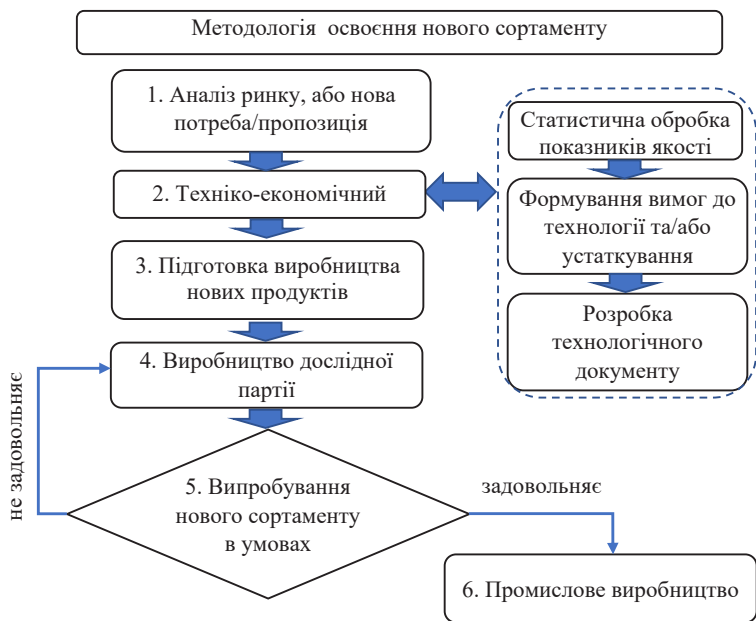 Методологія освоєння нового сортаменту
1. Аналіз ринку, або нова
потреба/пропозиція
2. Техніко-економічний
3. Підготовка виробництва
нових продуктів
4. Виробництво дослідної
партії
5. Випробування
нового сортаменту
в умовах
не задовольняє
задовольняє
6. Промислове виробництво
Статистична обробка
показників якості
Формування вимог до
технології та/або
устаткування
Розробка
технологічного
документу